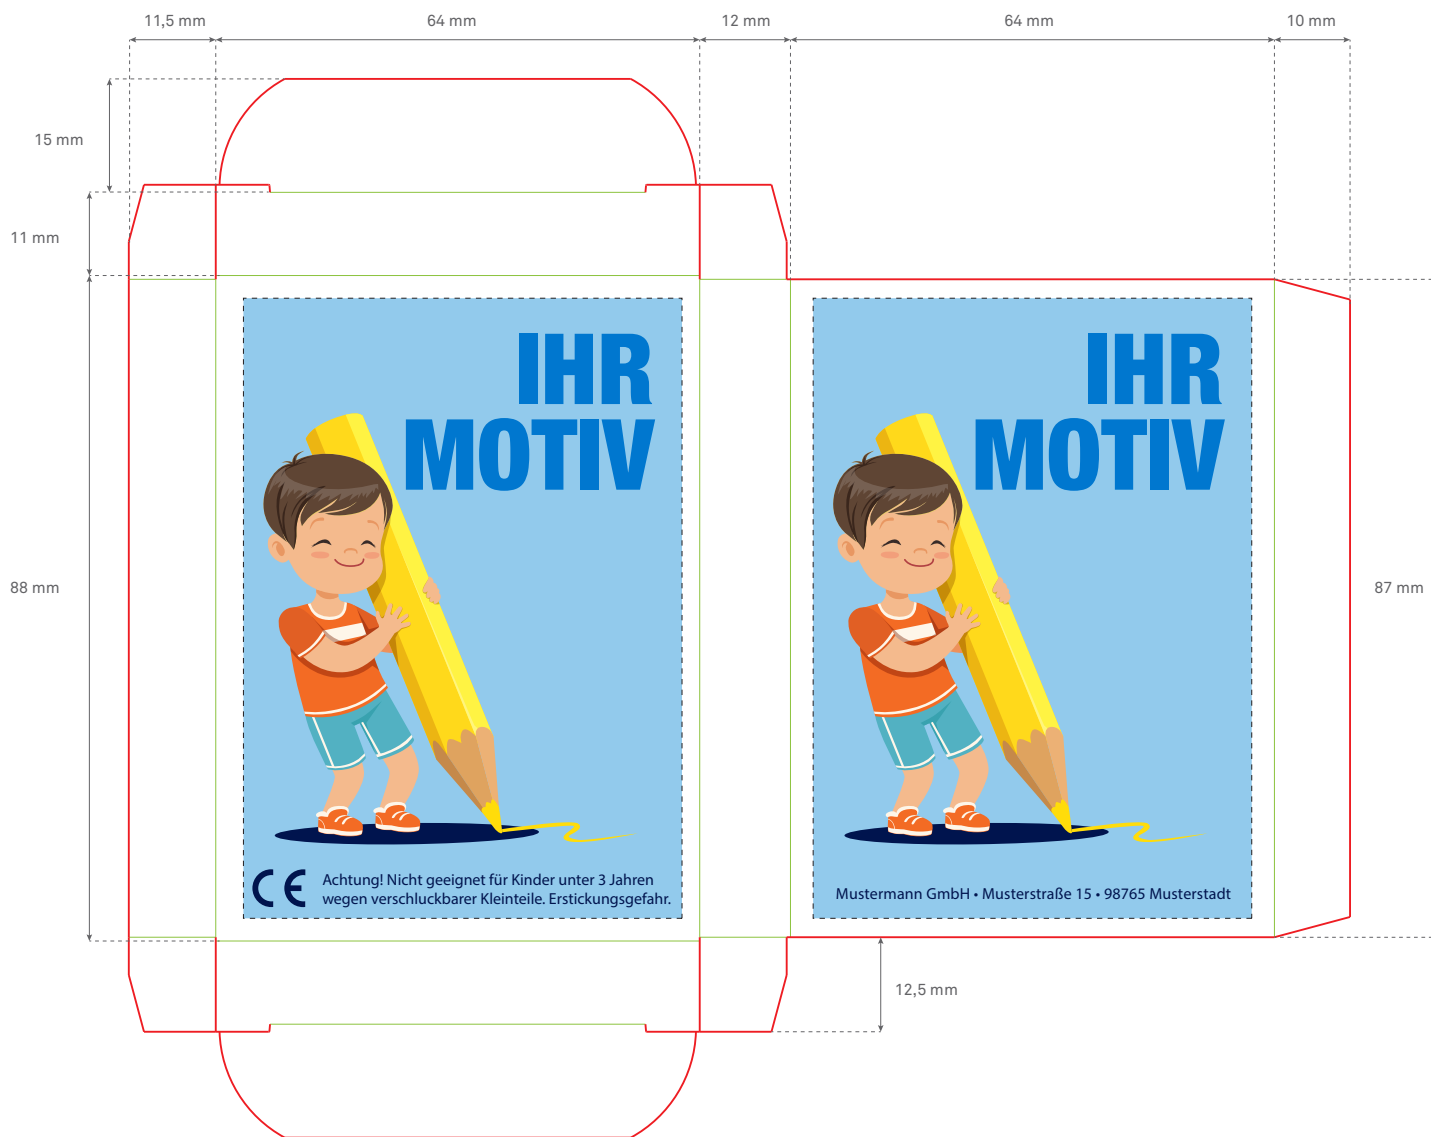 11,5 mm
64 mm
12 mm
64 mm
10 mm
15 mm
11 mm
88 mm
87 mm
12,5 mm
IHR
MOTIV
CE
Achtung! Nicht geeignet für Kinder unter 3 Jahren
wegen verschluckbarer Kleinteile. Erstickungsgefahr.
IHR
MOTIV
Mustermann GmbH • Musterstraße 15 • 98765 Musterstadt